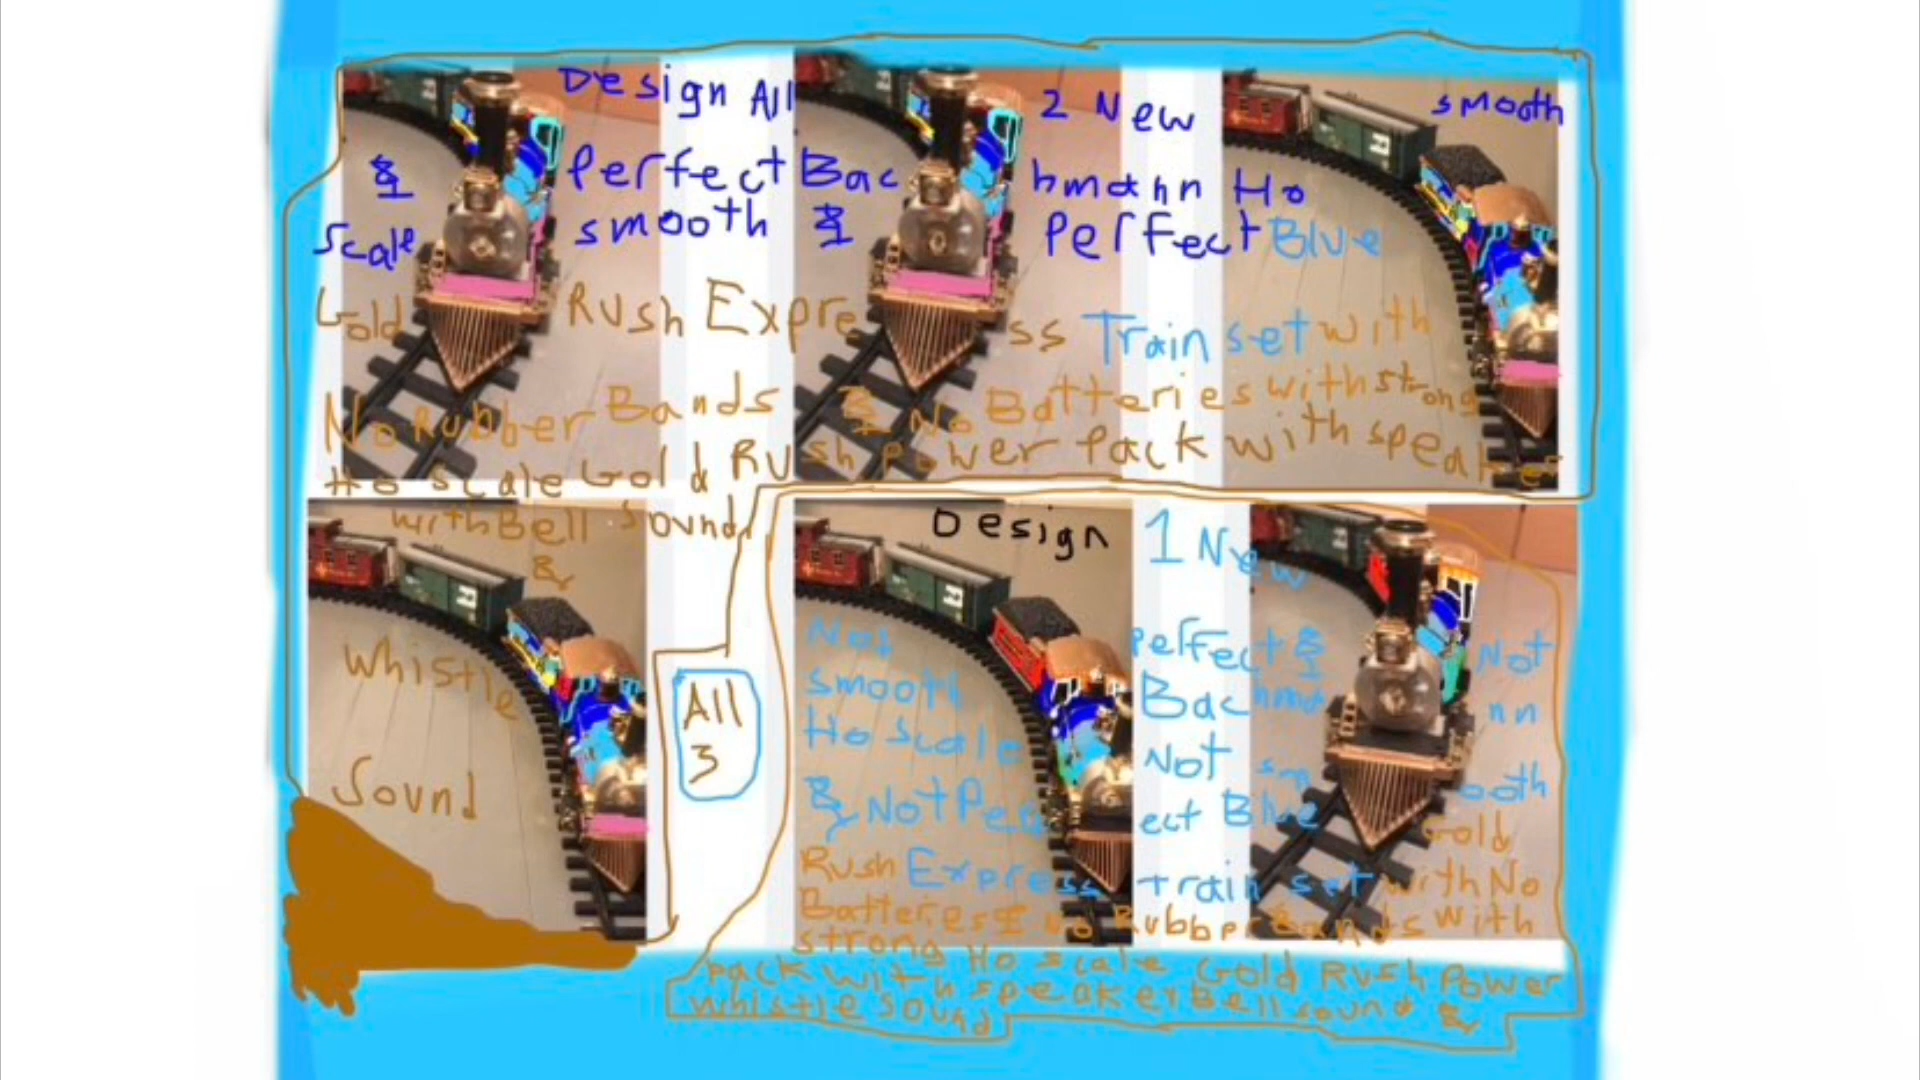 Design All 2 New smooth
& Perfect Bachmann Ho
Scale smooth & Perfect Blue
Gold Rush Express Train set with
No Rubber Bands & No Batteries with strong
Ho scale Gold Rush power pack with speaker
with Bell Sound
&
Whistle
Sound
All
3
Design 1 New
Not Perfect & Not
smooth Bachmann
Ho scale Not smooth
& Not Pefect Blue Gold
Rush Express train set with No
Batteries & No Rubber Bands with
strong Ho scale Gold Rush Power
pack with speaker Bell sound &
whistle sound